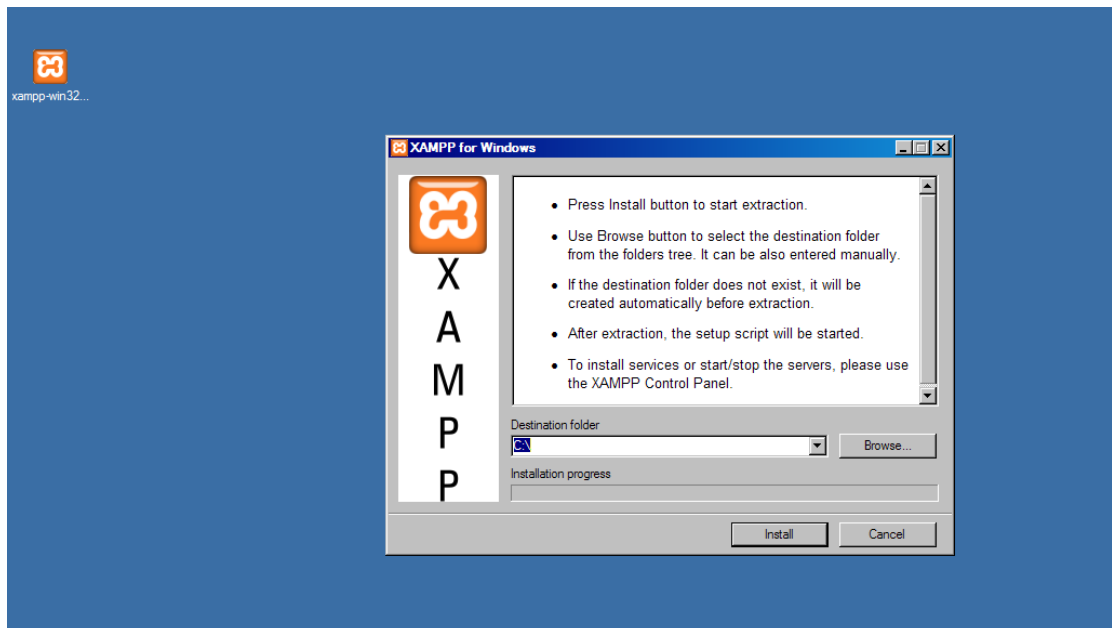 xampp-win32...
XAMPP for Windows
X
A
M
P
P
• Press Install button to start extraction.
• Use Browse button to select the destination folder
from the folders tree. It can be also entered manually.
• If the destination folder does not exist, it will be
created automatically before extraction.
• After extraction, the setup script will be started.
• To install services or start/stop the servers, please use
the XAMPP Control Panel.
Destination folder
C:\
Browse...
Installation progress
Install
Cancel